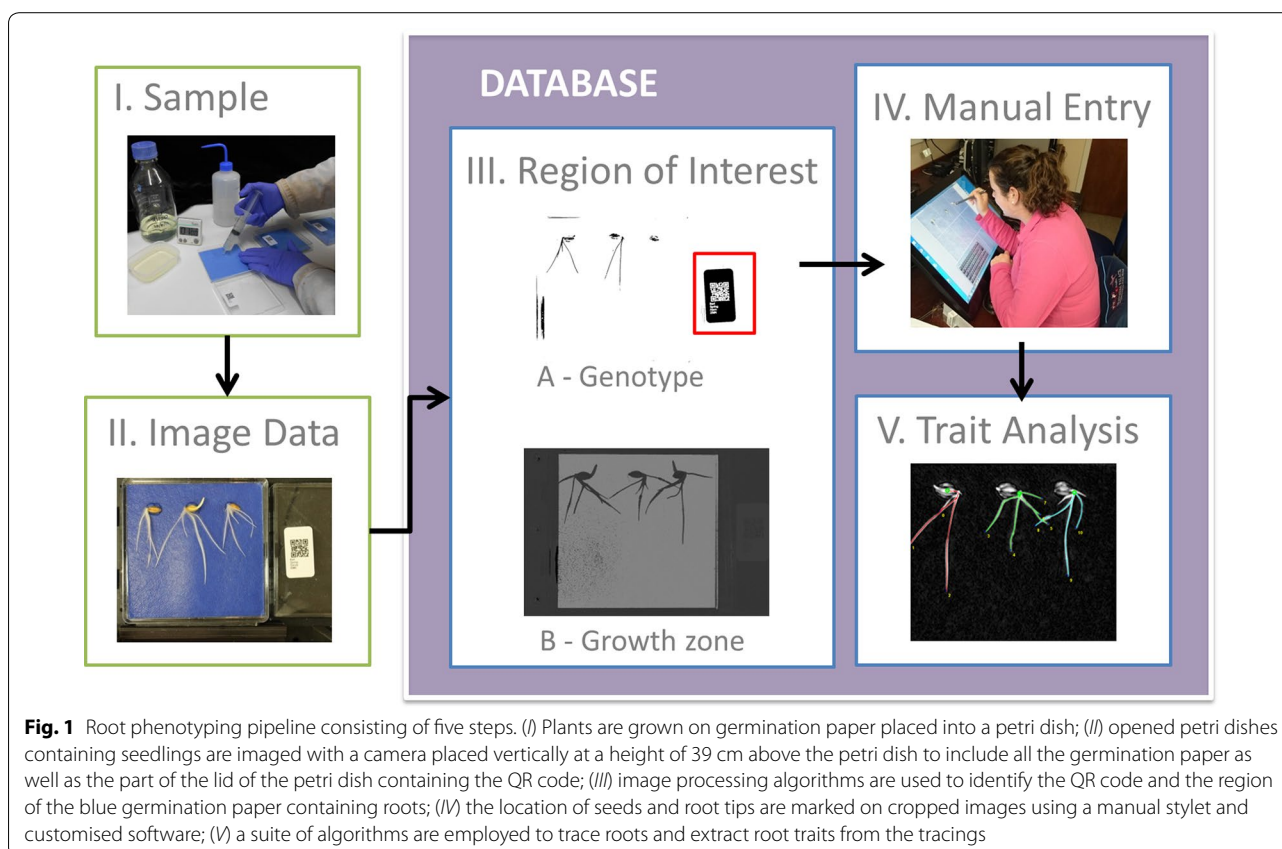 I. Sample
II. Image Data
DATABASE
III. Region of Interest
A - Genotype
B - Growth zone
IV. Manual Entry
V. Trait Analysis
Fig. 1 Root phenotyping pipeline consisting of five steps. (I) Plants are grown on germination paper placed into a petri dish; (II) opened petri dishes
containing seedlings are imaged with a camera placed vertically at a height of 39 cm above the petri dish to include all the germination paper as
well as the part of the lid of the petri dish containing the QR code; (III) image processing algorithms are used to identify the QR code and the region
of the blue germination paper containing roots; (IV) the location of seeds and root tips are marked on cropped images using a manual stylet and
customised software; (V) a suite of algorithms are employed to trace roots and extract root traits from the tracings